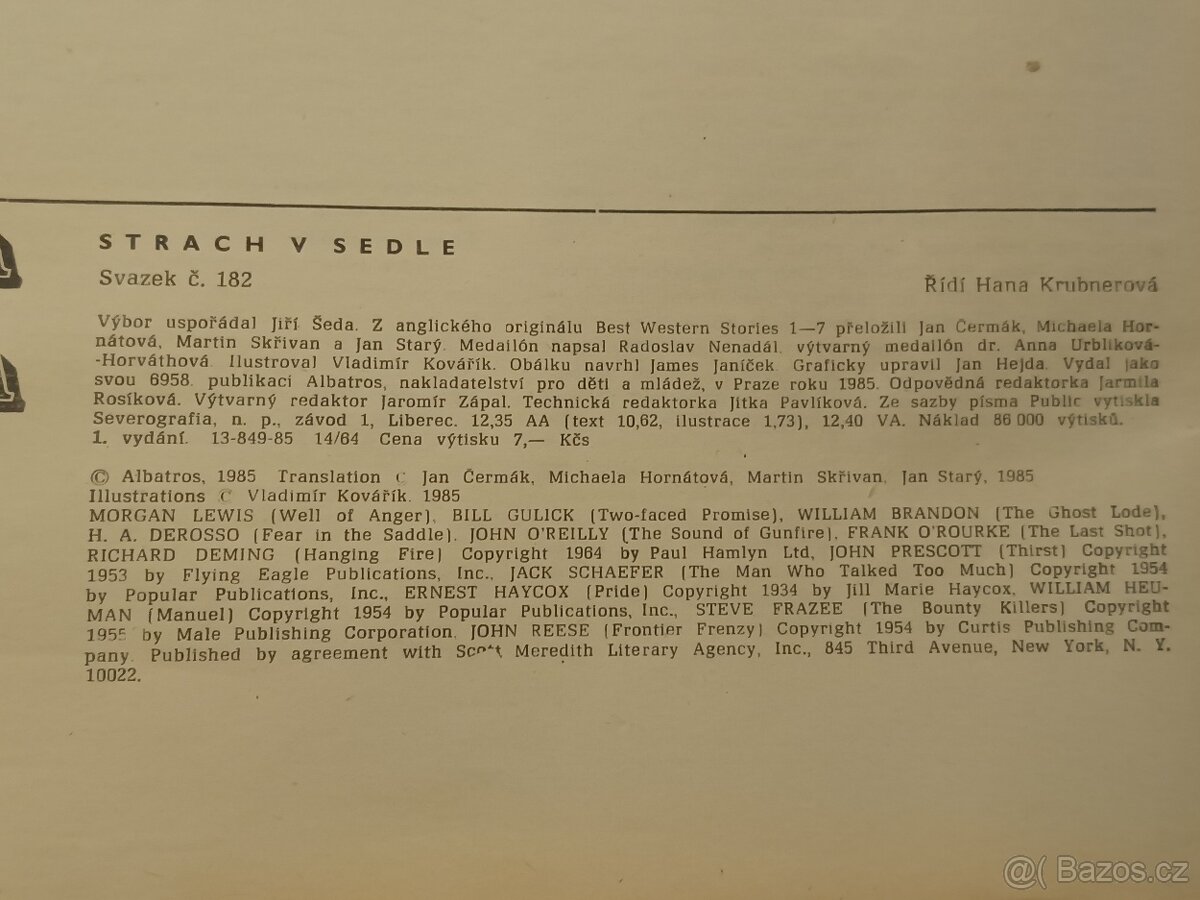 STRACH V SEDLE
Svazek č. 182 Řídí Hana Krubnerová
Výbor uspořádal Jiří Šeda. Z anglického originálu Best Western Stories 1—7 přeložili Jan Čermák, Michaela Hor-
nátová, Martin Skřivan a Jan Starý. Medailón napsal Radoslav Nenadál, výtvarný medailón dr. Anna Urblíková-
-Horváthová. Ilustroval Vladimír Kovářík. Obálku navrhl James Janíček. Graficky upravil Jan Hejda. Vydal jako
svou 6958. publikaci Albatros, nakladatelství pro děti a mládež, v Praze roku 1985. Odpovědná redaktorka Jarmila
Rosíková. Výtvarný redaktor Jaromír Zápal. Technická redaktorka Jitka Pavlíková. Ze sazby písma Public vytiskla
Severografia, n. p., závod 1, Liberec. 12,35 AA (text 10,62, ilustrace 1,73), 12,40 VA. Náklad 86 000 výtisků.
1. vydání. 13-849-85 14/64 Cena výtisku 7,— Kčs
© Albatros, 1985 Translation © Jan Čermák, Michaela Hornátová, Martin Skřivan, Jan Starý, 1985
Illustrations © Vladimír Kovářík, 1985
MORGAN LEWIS (Well of Anger), BILL GULICK (Two-faced Promise), WILLIAM BRANDON (The Ghost Lode),
H. A. DEROSSO (Fear in the Saddle), JOHN O'REILLY (The Sound of Gunfire), FRANK O'ROURKE (The Last Shot),
RICHARD DEMING (Hanging Fire) Copyright 1964 by Paul Hamlyn Ltd, JOHN PRESCOTT (Thirst) Copyright
1953 by Flying Eagle Publications, Inc., JACK SCHAEFER (The Man Who Talked Too Much) Copyright 1954
by Popular Publications, Inc., ERNEST HAYCOX (Pride) Copyright 1934 by Jill Marie Haycox, WILLIAM HEU-
MAN (Manuel) Copyright 1954 by Popular Publications, Inc., STEVE FRAZEE (The Bounty Killers) Copyright
1955 by Male Publishing Corporation, JOHN REESE (Frontier Frenzy) Copyright 1954 by Curtis Publishing Com-
pany. Published by agreement with Scott Meredith Literary Agency, Inc., 845 Third Avenue, New York, N. Y.
10022.
@( Bazos.cz